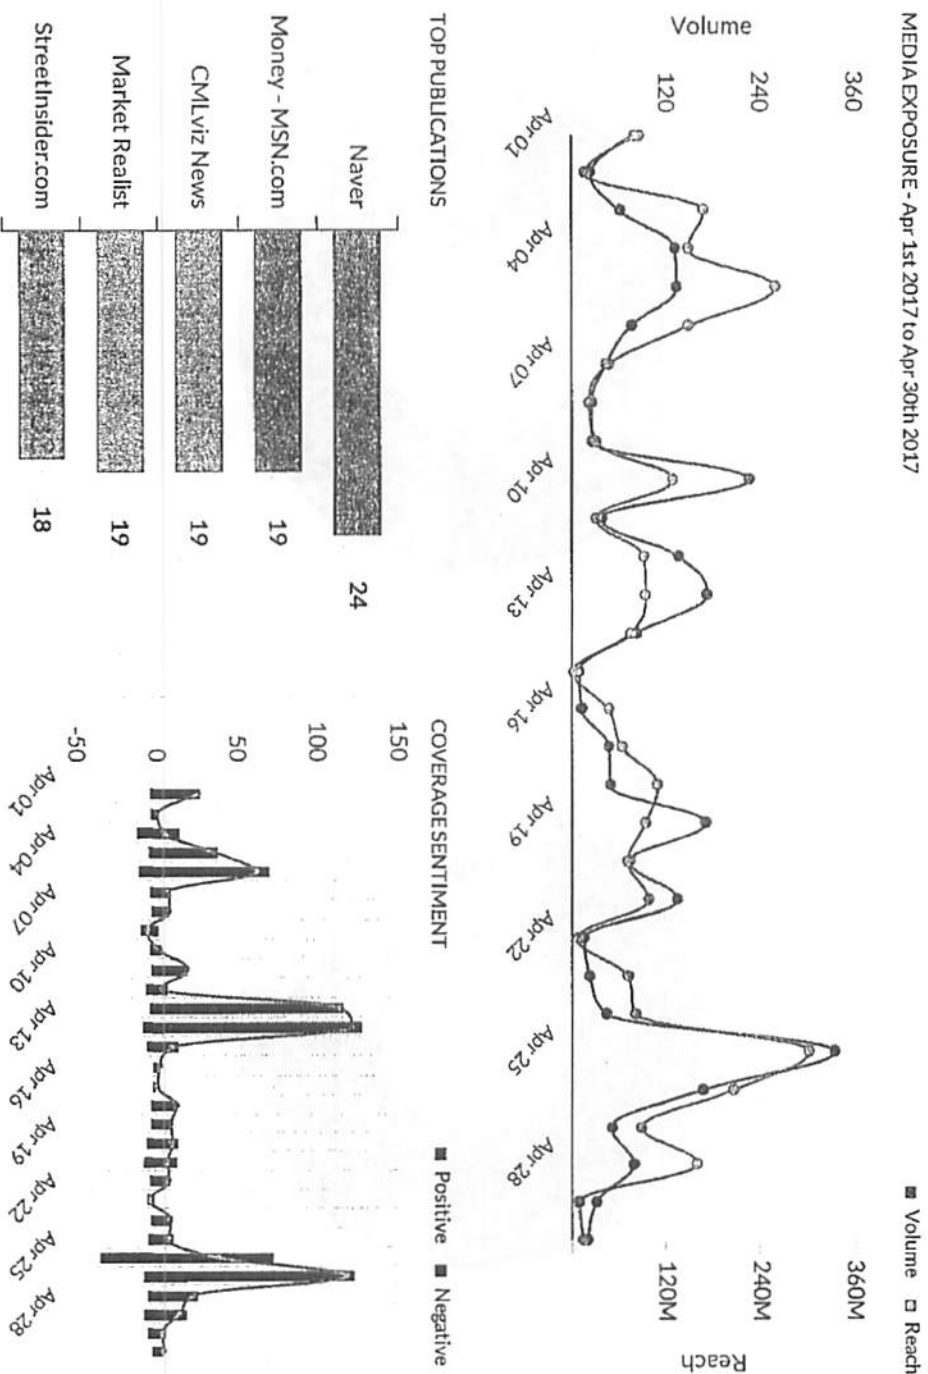 MEDIA EXPOSURE - Apr 1st 2017 to Apr 30th 2017
Volume Reach
Volume
360
240
120
360M
240M
120M
Reach
Apr 01
Apr 04
Apr 07
Apr 10
Apr 13
Apr 16
Apr 19
Apr 22
Apr 25
Apr 28
TOP PUBLICATIONS
Naver 24
Money - MSN.com 19
CMLviz News 19
Market Realist 19
StreetInsider.com 18
COVERAGE SENTIMENT
Positive Negative
150
100
50
0
-50
Apr 01
Apr 04
Apr 07
Apr 10
Apr 13
Apr 16
Apr 19
Apr 22
Apr 25
Apr 28